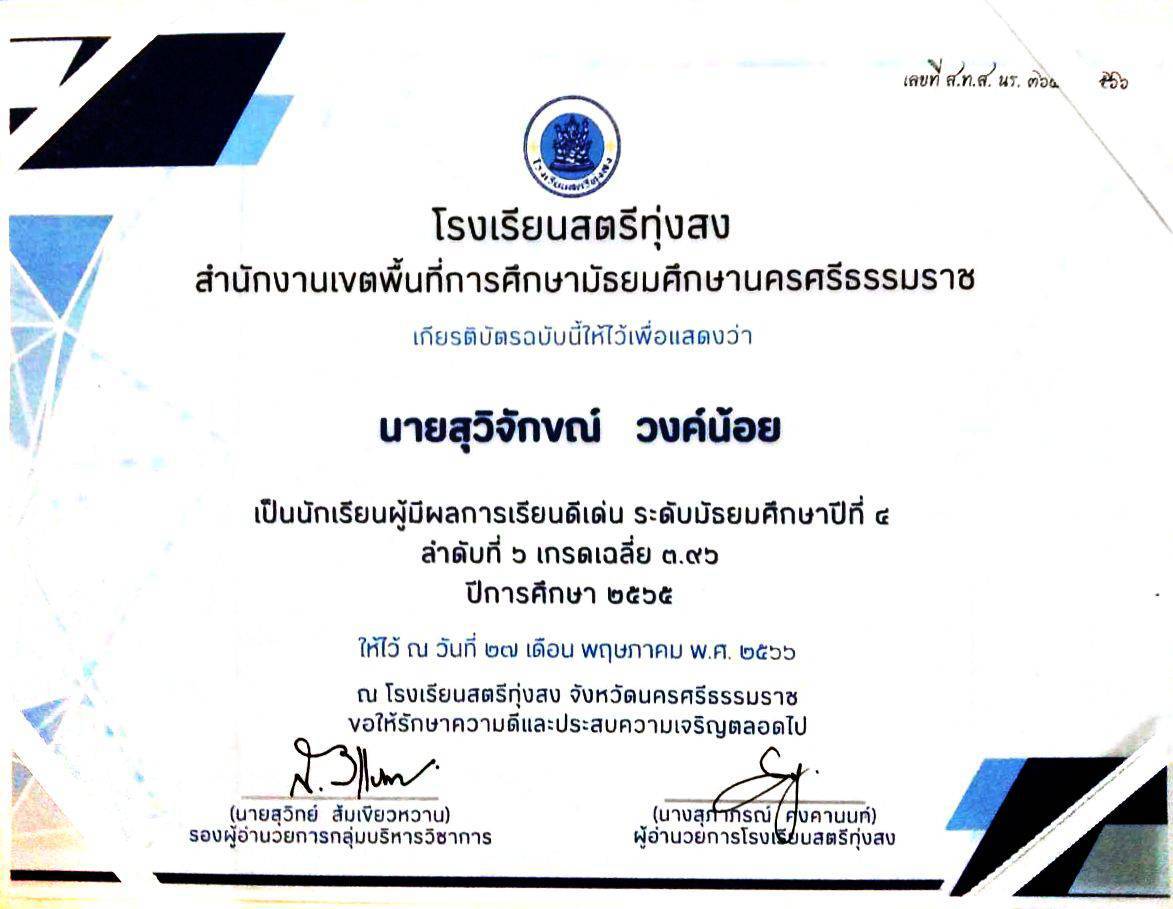 เลขที่ ส.ท.ส. นร. ๓๖๔
โรงเรียนสตรีทุ่งสง
โรงเรียนสตรีทุ่งสง
สำนักงานเขตพื้นที่การศึกษามัธยมศึกษานครศรีธรรมราช
เกียรติบัตรฉบับนี้ให้ไว้เพื่อแสดงว่า
นายสุวิจักขณ์ วงค์น้อย
เป็นนักเรียนผู้มีผลการเรียนดีเด่น ระดับมัธยมศึกษาปีที่ ๔
ลำดับที่ ๖ เกรดเฉลี่ย ๓.๙๖
ปีการศึกษา ๒๕๖๕
ให้ไว้ ณ วันที่ ๒๗ เดือน พฤษภาคม พ.ศ. ๒๕๖๖
ณ โรงเรียนสตรีทุ่งสง จังหวัดนครศรีธรรมราช
ขอให้รักษาความดีและประสบความเจริญตลอดไป
(นายสุวิทย์ ส้มเขียวหวาน) (นางสุภาภรณ์ คงคานนท์)
รองผู้อำนวยการกลุ่มบริหารวิชาการ ผู้อำนวยการโรงเรียนสตรีทุ่งสง